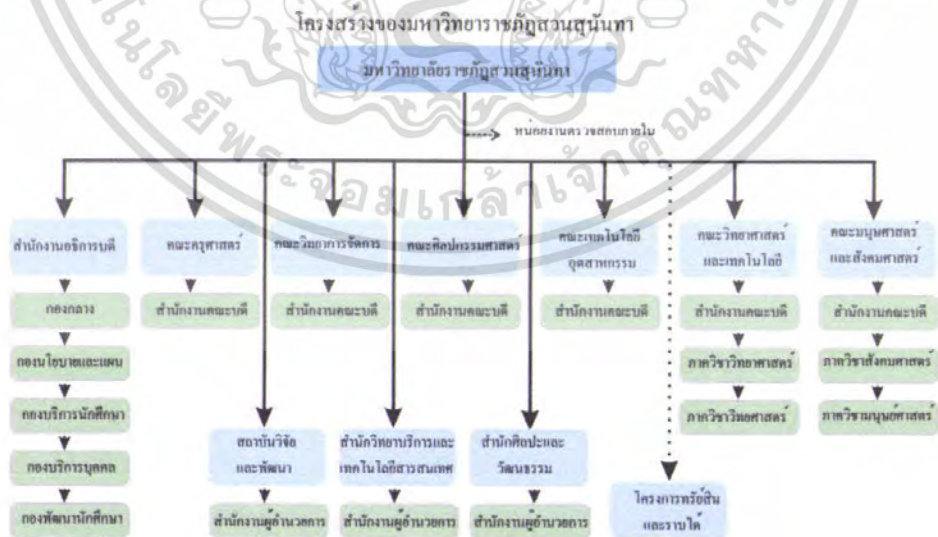 โครงสร้างของมหาวิทยาราชภัฏสวนสุนันทา
มหาวิทยาลัยราชภัฏสวนสุนันทา
หน่อยงานตรวจสอบภายใน
สำนักงานอธิการบดี
คณะครุศาสตร์
คณะวิทยาการจัดการ
คณะศิลปกรรมศาสตร์
คณะเทคโนโลยี
อุตสาหกรรม
คณะวิทยาศาสตร์
และเทคโนโลยี
คณะมนุษศาสตร์
และสังคมศาสตร์
กองกลาง
สำนักงานคณะบดี
สำนักงานคณะบดี
สำนักงานคณะบดี
สำนักงานคณะบดี
สำนักงานคณะบดี
สำนักงานคณะบดี
กองนโยบายและแผน
ภาควิชาวิทยาศาสตร์
ภาควิชาสังคมศาสตร์
กองบริการนักศึกษา
ภาควิชาวิทยศาสตร์
ภาควิชามนุษย์ศาสตร์
กองบริการบุคคล
สถาบันวิจัย
และพัฒนา
สำนักวิทยาบริการและ
เทคโนโลยีสารสนเทศ
สำนักศิลปะและ
วัฒนธรรม
กองพัฒนานักศึกษา
สำนักงานผู้อำนวยการ
สำนักงานผู้อำนวยการ
สำนักงานผู้อำนวยการ
โครงการทรัย์สิน
และรายได้
พระจอมเกล้าเจ้าคุณทหาร